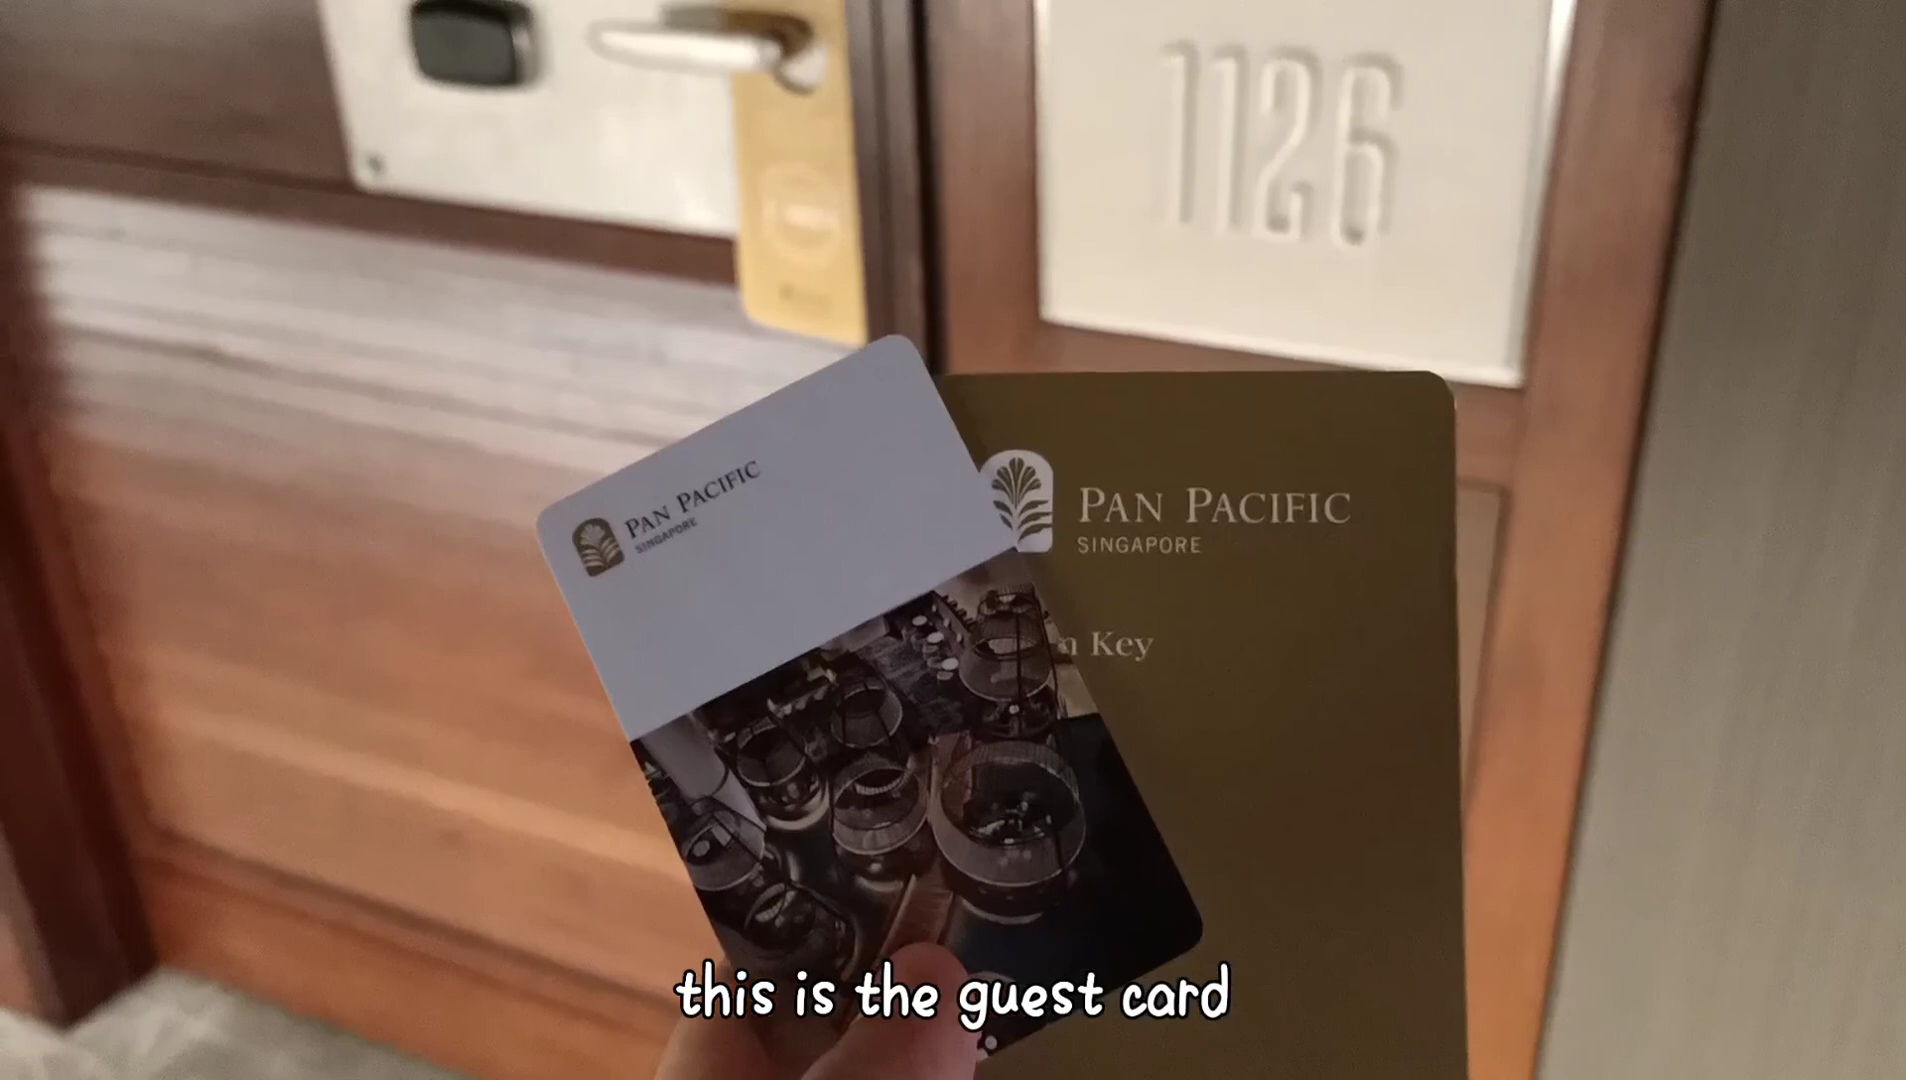 1126
PAN PACIFIC
SINGAPORE
PAN PACIFIC
SINGAPORE
n Key
this is the guest card